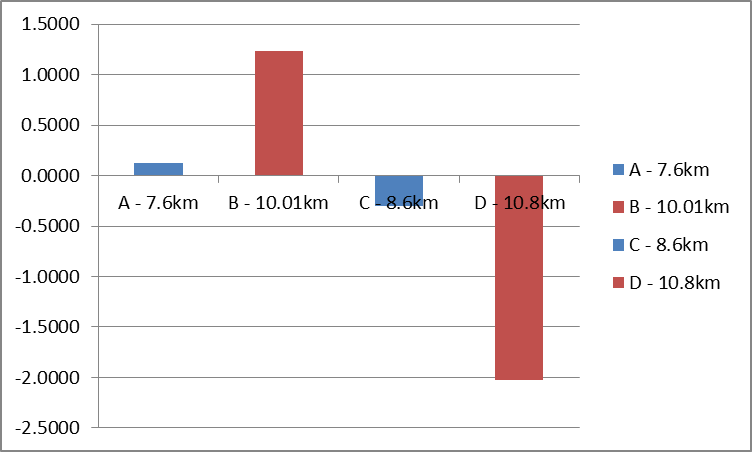 1.5000
1.0000
0.5000
0.0000
-0.5000
-1.0000
-1.5000
-2.0000
-2.5000
A - 7.6km
B - 10.01km
C - 8.6km
D - 10.8km
A - 7.6km
B - 10.01km
C - 8.6km
D - 10.8km